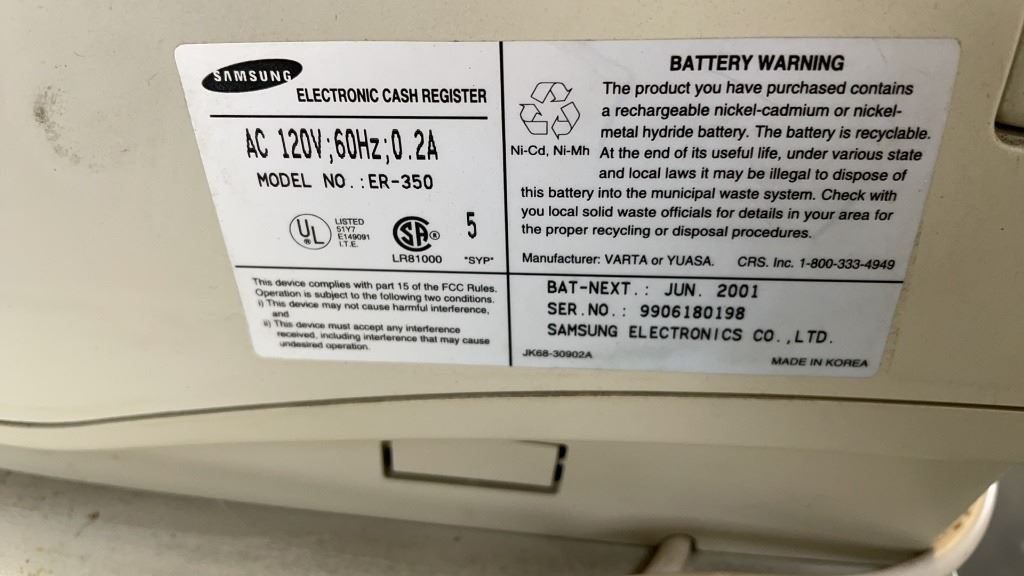 SAMSUNG
ELECTRONIC CASH REGISTER
AC 120V;60Hz;0.2A
MODEL NO.:ER-350
UL
LISTED
51Y7
E149091
I.T.E.
SA®
LR81000
5
"SYP"
This device complies with part 15 of the FCC Rules.
Operation is subject to the following two conditions.
i) This device may not cause harmful interference,
and
ii) This device must accept any interference
received, including interference that may cause
undesired operation.
BATTERY WARNING
The product you have purchased contains
a rechargeable nickel-cadmium or nickel-
metal hydride battery. The battery is recyclable.
Ni-Cd, Ni-Mh At the end of its useful life, under various state
and local laws it may be illegal to dispose of
this battery into the municipal waste system. Check with
you local solid waste officials for details in your area for
the proper recycling or disposal procedures.
Manufacturer: VARTA or YUASA. CRS. Inc. 1-800-333-4949
BAT-NEXT.: JUN. 2001
SER.NO.: 9906180198
SAMSUNG ELECTRONICS CO.,LTD.
JK68-30902A
MADE IN KOREA